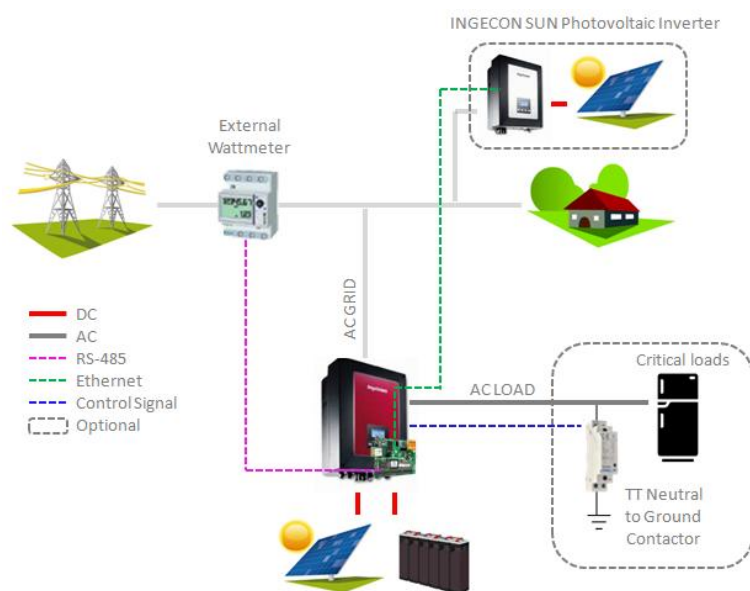 INGECON SUN Photovoltaic Inverter
External
Wattmeter
DC
AC
RS-485
Ethernet
Control Signal
Optional
AC GRID
AC LOAD
Critical loads
TT Neutral
to Ground
Contactor